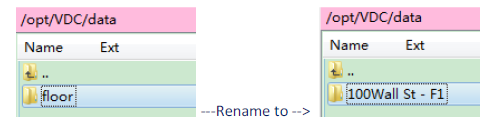 /opt/VDC/data
Name Ext
..
floor
---Rename to -->
/opt/VDC/data
Name Ext
..
100Wall St - F1